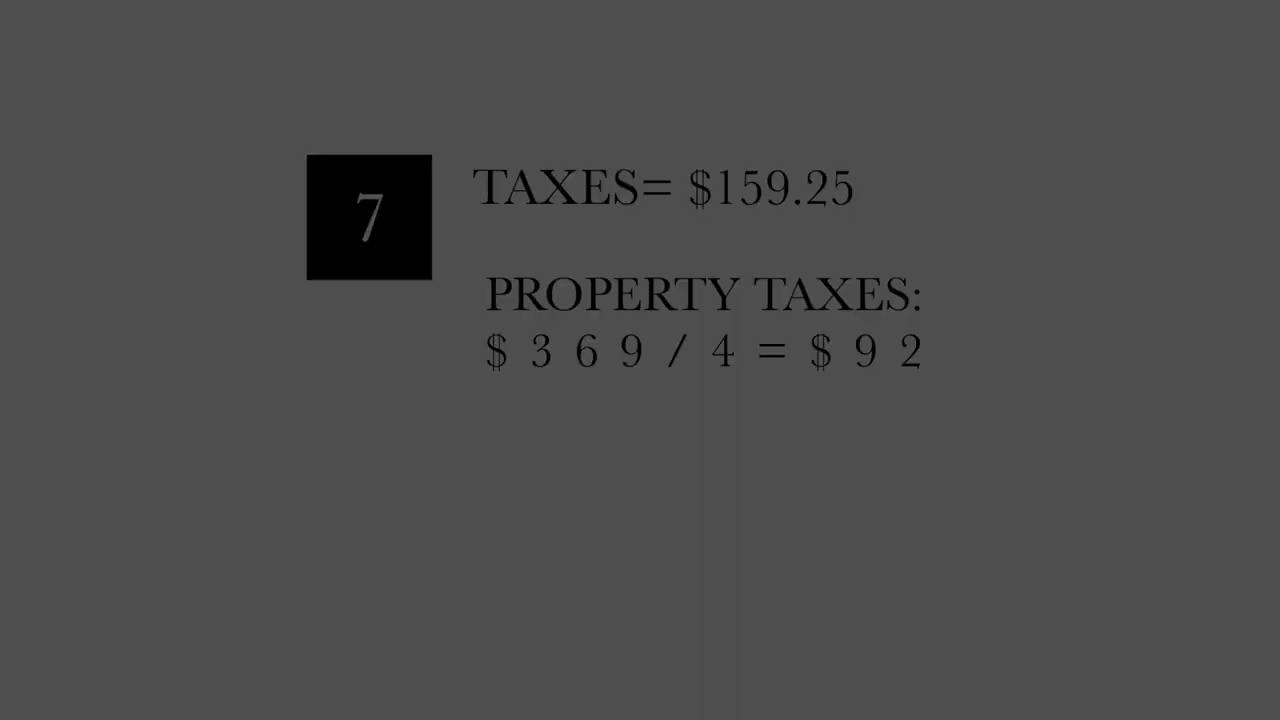 7
TAXES= $159.25
PROPERTY TAXES:
$ 3 6 9 / 4 = $ 9 2